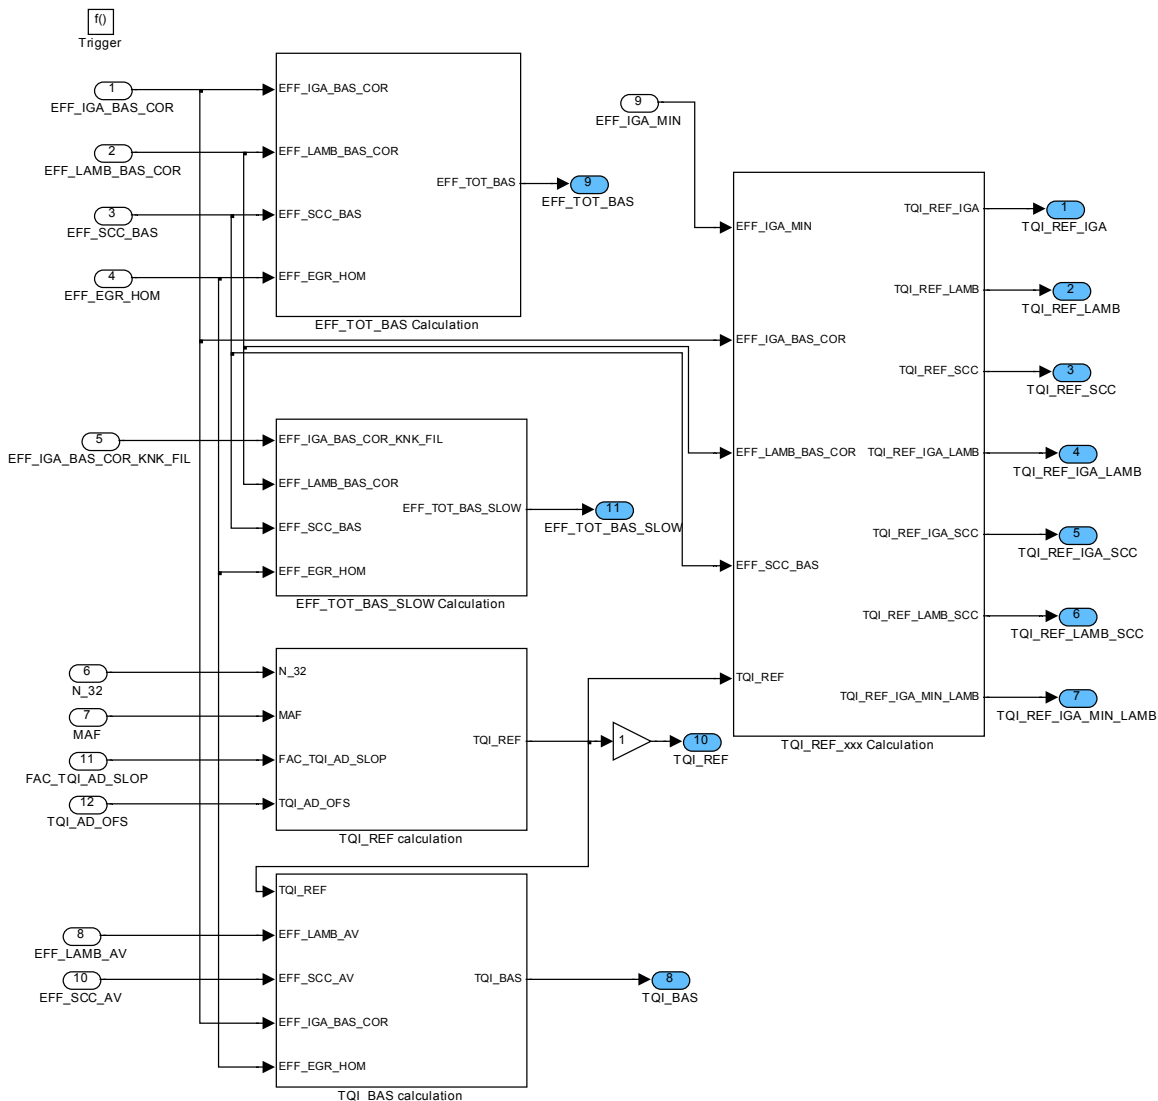 f()
Trigger
1
EFF_IGA_BAS_COR
2
EFF_LAMB_BAS_COR
3
EFF_SCC_BAS
4
EFF_EGR_HOM
EFF_IGA_BAS_COR
EFF_LAMB_BAS_COR
EFF_SCC_BAS
EFF_EGR_HOM
EFF_TOT_BAS
EFF_TOT_BAS Calculation
9
EFF_TOT_BAS
9
EFF_IGA_MIN
5
EFF_IGA_BAS_COR_KNK_FIL
EFF_IGA_BAS_COR_KNK_FIL
EFF_LAMB_BAS_COR
EFF_SCC_BAS
EFF_EGR_HOM
EFF_TOT_BAS_SLOW
EFF_TOT_BAS_SLOW Calculation
11
EFF_TOT_BAS_SLOW
6
N_32
7
MAF
11
FAC_TQI_AD_SLOP
12
TQI_AD_OFS
N_32
MAF
FAC_TQI_AD_SLOP
TQI_AD_OFS
TQI_REF
TQI_REF calculation
1
10
TQI_REF
8
EFF_LAMB_AV
10
EFF_SCC_AV
TQI_REF
EFF_LAMB_AV
EFF_SCC_AV
EFF_IGA_BAS_COR
EFF_EGR_HOM
TQI_BAS
TQI_BAS calculation
8
TQI_BAS
EFF_IGA_MIN
EFF_IGA_BAS_COR
EFF_LAMB_BAS_COR
EFF_SCC_BAS
TQI_REF
TQI_REF_IGA
TQI_REF_LAMB
TQI_REF_SCC
TQI_REF_IGA_LAMB
TQI_REF_IGA_SCC
TQI_REF_LAMB_SCC
TQI_REF_IGA_MIN_LAMB
TQI_REF_xxx Calculation
1
TQI_REF_IGA
2
TQI_REF_LAMB
3
TQI_REF_SCC
4
TQI_REF_IGA_LAMB
5
TQI_REF_IGA_SCC
6
TQI_REF_LAMB_SCC
7
TQI_REF_IGA_MIN_LAMB